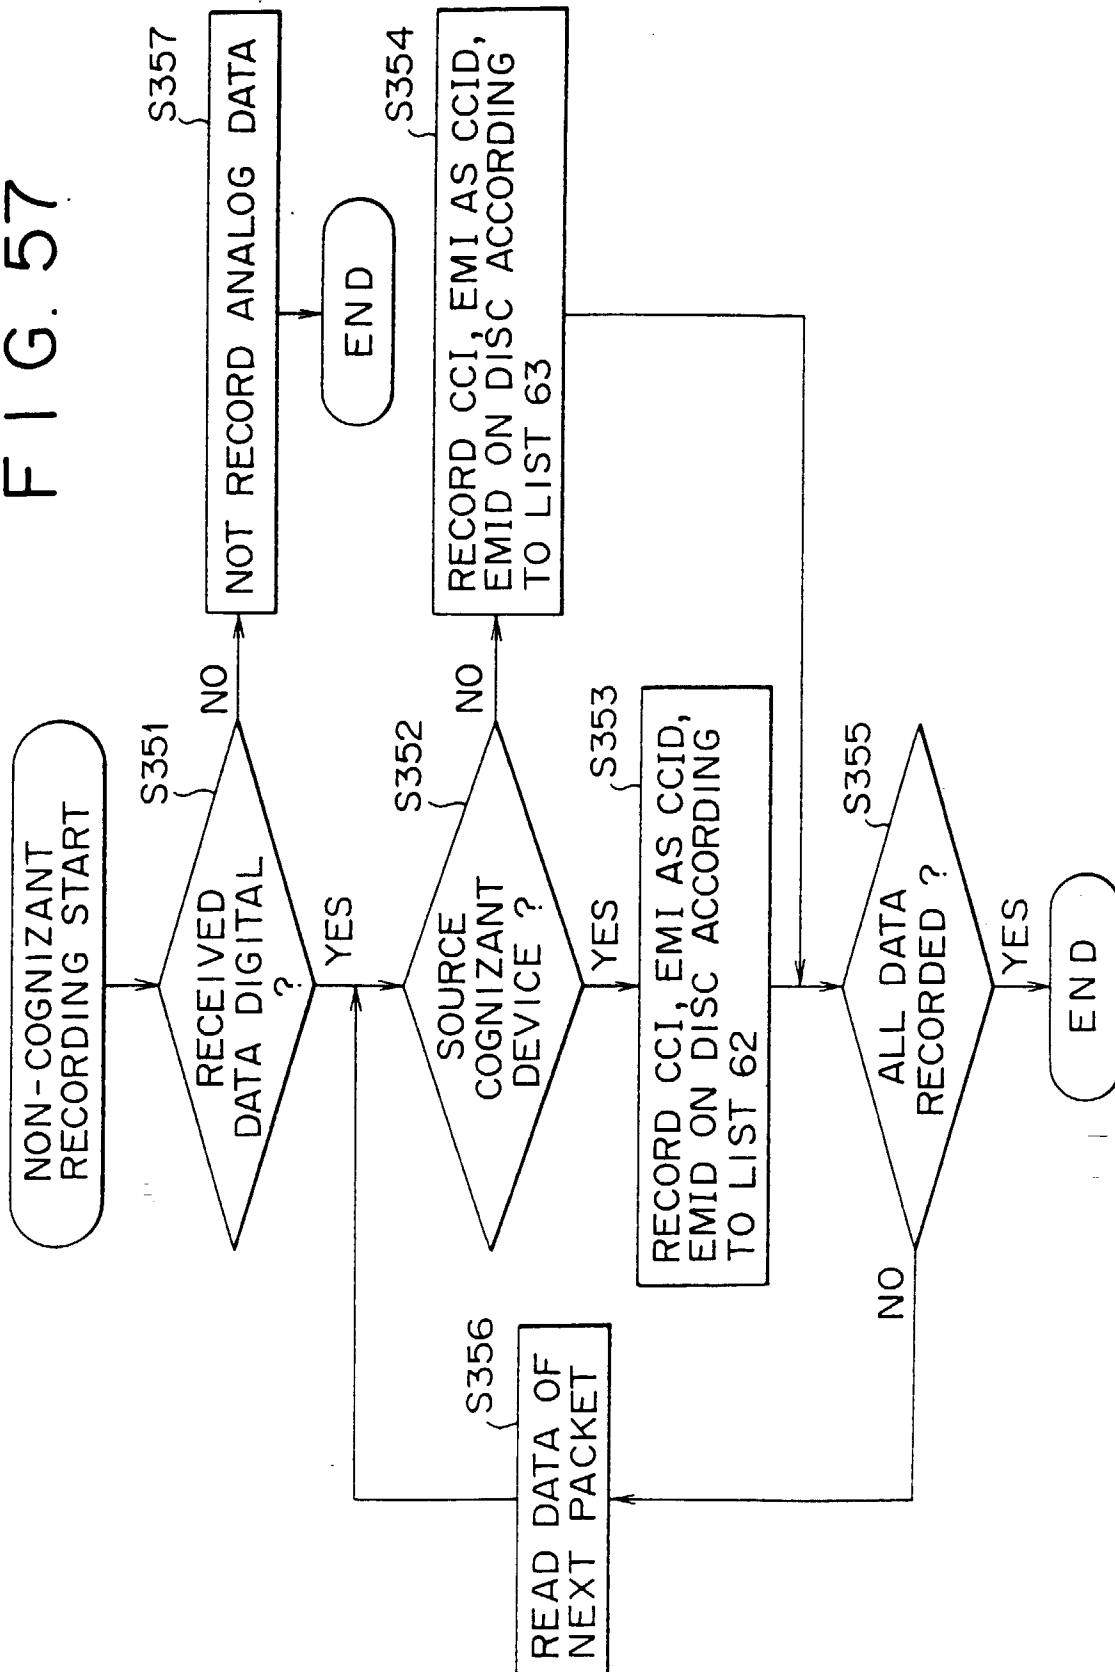 FIG. 57
NON-COGNIZANT
RECORDING START
S351
RECEIVED
DATA DIGITAL
?
NO
S357
NOT RECORD ANALOG DATA
END
YES
S352
SOURCE
COGNIZANT
DEVICE ?
NO
S354
RECORD CCI, EMI AS CCID,
EMID ON DISC ACCORDING
TO LIST 63
YES
S353
RECORD CCI, EMI AS CCID,
EMID ON DISC ACCORDING
TO LIST 62
S356
READ DATA OF
NEXT PACKET
S355
ALL DATA
RECORDED ?
NO
YES
END